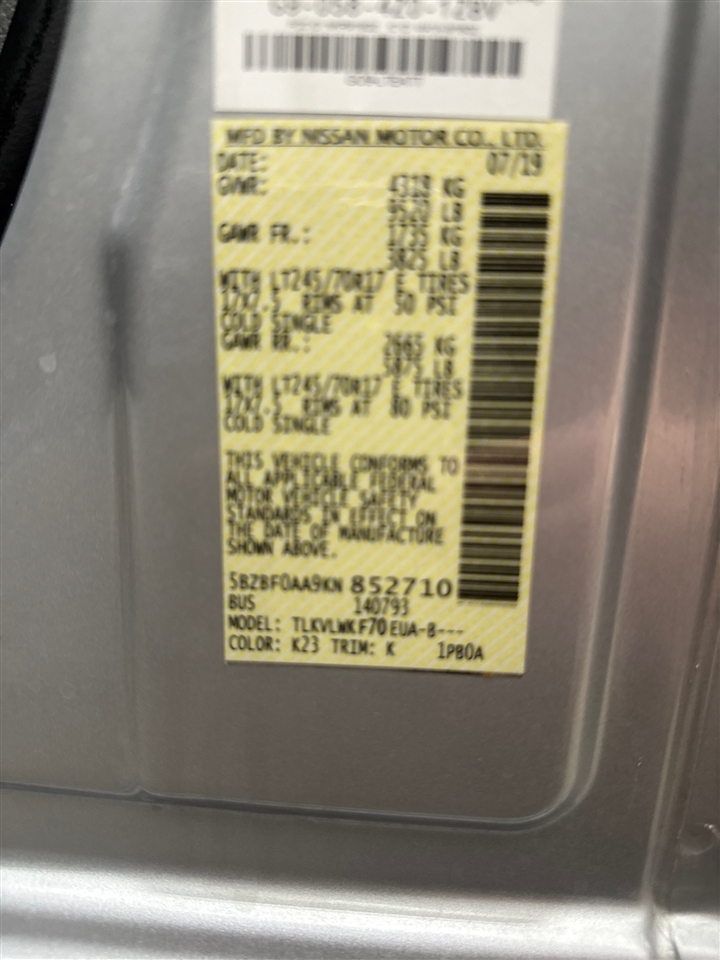 MFD BY NISSAN MOTOR CO., LTD.
DATE: 07/19
GVWR: 4318 KG
9520 LB
GAWR FR.: 1735 KG
3825 LB
WITH LT245/70R17 E TIRES
17X7.5 RIMS AT 50 PSI
COLD SINGLE
GAWR RR.: 2665 KG
5875 LB
WITH LT245/70R17 E TIRES
17X7.5 RIMS AT 80 PSI
COLD SINGLE
THIS VEHICLE CONFORMS TO
ALL APPLICABLE FEDERAL
MOTOR VEHICLE SAFETY
STANDARDS IN EFFECT ON
THE DATE OF MANUFACTURE
SHOWN ABOVE.
5BZBF0AA9KN 852710
BUS 140793
MODEL: TLKVLWKF70EUA-B---
COLOR: K23 TRIM: K 1PBOA